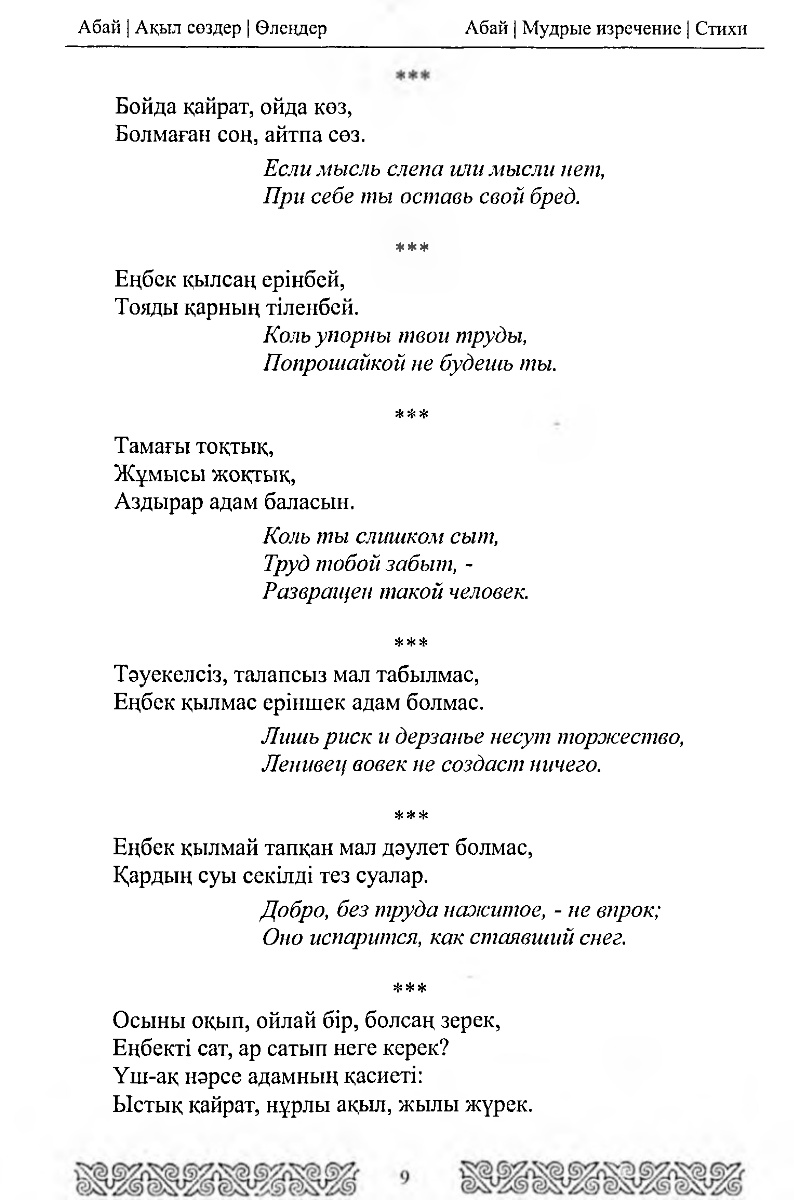 Абай | Ақыл сөздер | Өлеңдер Абай | Мудрые изречение | Стихи
***
Бойда қайрат, ойда көз,
Болмаған соң, айтпа сөз.
Если мысль слепа или мысли нет,
При себе ты оставь свой бред.
***
Еңбек қылсаң ерінбей,
Тояды қарның тіленбей.
Коль упорны твои труды,
Попрошайкой не будешь ты.
***
Тамағы тоқтық,
Жұмысы жоқтық,
Аздырар адам баласын.
Коль ты слишком сыт,
Труд тобой забыт, -
Развращен такой человек.
***
Тәуекелсіз, талапсыз мал табылмас,
Еңбек қылмас еріншек адам болмас.
Лишь риск и дерзанье несут торжество,
Ленивец вовек не создаст ничего.
***
Еңбек қылмай тапқан мал дәулет болмас,
Қардың суы секілді тез суалар.
Добро, без труда нажитое, - не впрок;
Оно испарится, как стаявший снег.
***
Осыны оқып, ойлай бір, болсаң зерек,
Еңбекті сат, ар сатып неге керек?
Үш-ақ нәрсе адамның қасиеті:
Ыстық қайрат, нұрлы ақыл, жылы жүрек.
9